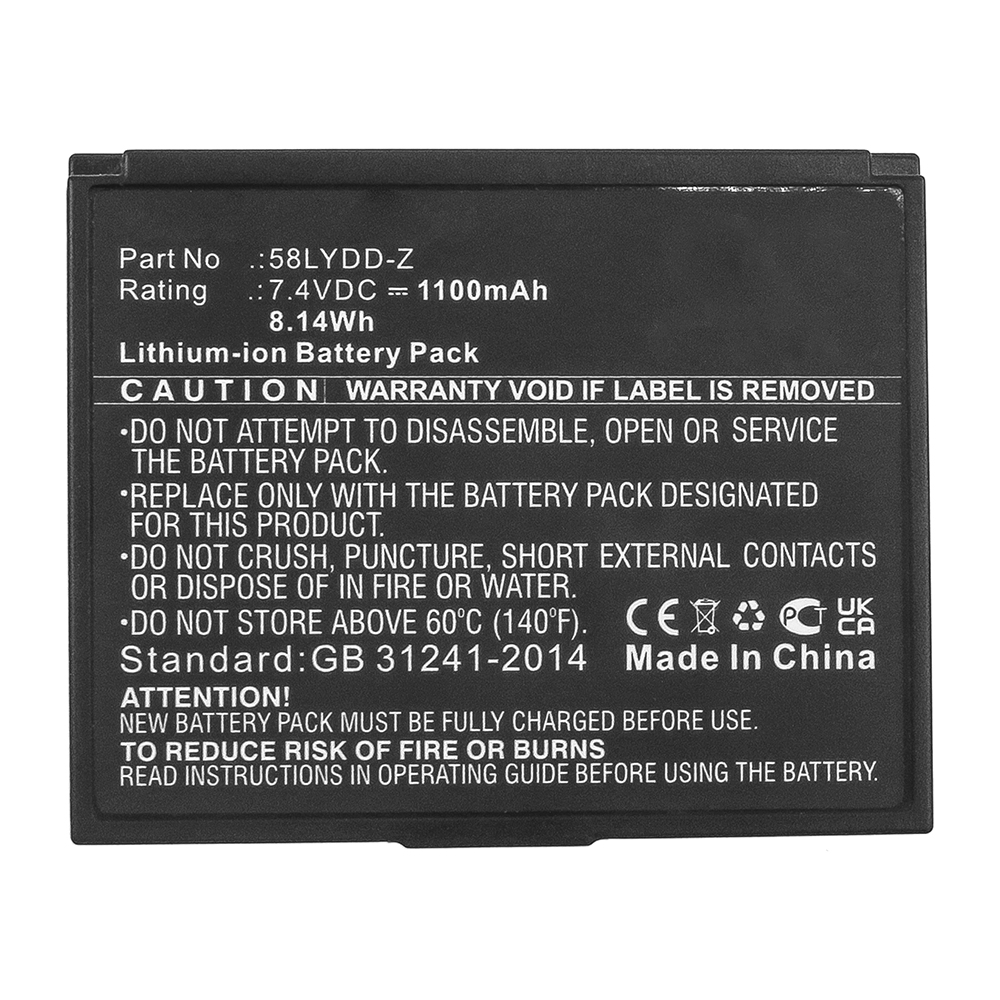 Part No .:58LYDD-Z
Rating .:7.4VDC ⎓ 1100mAh
8.14Wh
Lithium-ion Battery Pack
CAUTION WARRANTY VOID IF LABEL IS REMOVED
•DO NOT ATTEMPT TO DISASSEMBLE, OPEN OR SERVICE
THE BATTERY PACK.
•REPLACE ONLY WITH THE BATTERY PACK DESIGNATED
FOR THIS PRODUCT.
•DO NOT CRUSH, PUNCTURE, SHORT EXTERNAL CONTACTS
OR DISPOSE OF IN FIRE OR WATER.
•DO NOT STORE ABOVE 60°C (140°F).
CE PCT UK CA
Standard:GB 31241-2014 Made In China
ATTENTION!
NEW BATTERY PACK MUST BE FULLY CHARGED BEFORE USE.
TO REDUCE RISK OF FIRE OR BURNS
READ INSTRUCTIONS IN OPERATING GUIDE BEFORE USING THE BATTERY.